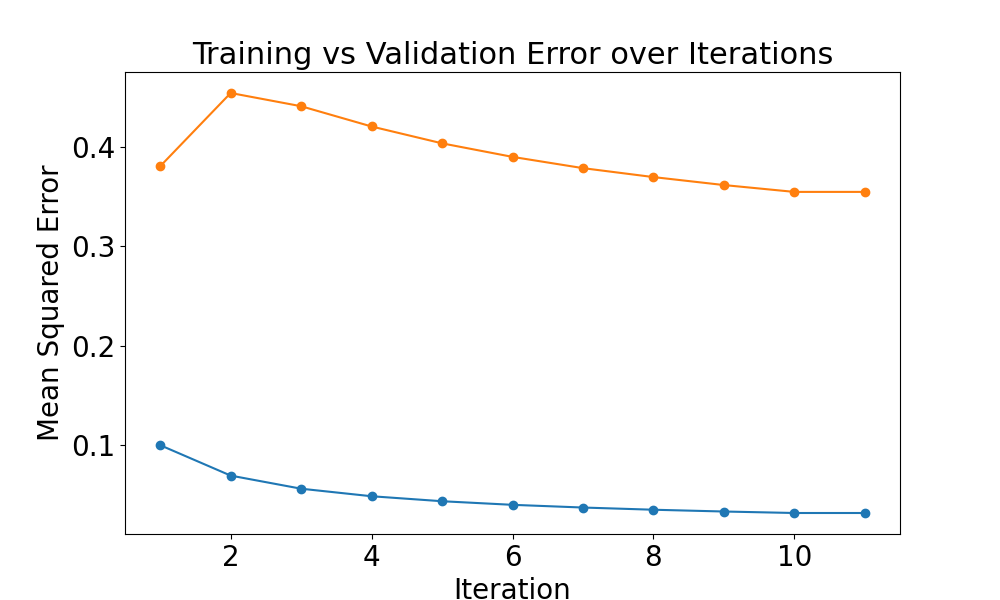 Training vs Validation Error over Iterations
Mean Squared Error
0.4
0.3
0.2
0.1
2 4 6 8 10
Iteration